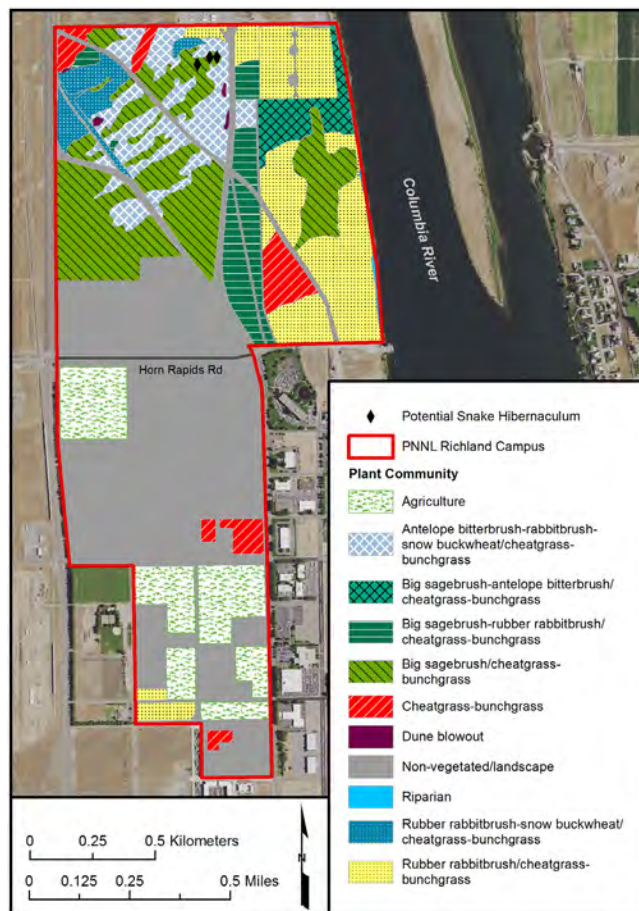 Columbia River
Horn Rapids Rd
Potential Snake Hibernaculum
PNNL Richland Campus
Plant Community
Agriculture
Antelope bitterbrush-rabbitbrush-
snow buckwheat/cheatgrass-
bunchgrass
Big sagebrush-antelope bitterbrush/
cheatgrass-bunchgrass
Big sagebrush-rubber rabbitbrush/
cheatgrass-bunchgrass
Big sagebrush/cheatgrass-
bunchgrass
Cheatgrass-bunchgrass
Dune blowout
Non-vegetated/landscape
Riparian
Rubber rabbitbrush-snow buckwheat/
cheatgrass-bunchgrass
Rubber rabbitbrush/cheatgrass-
bunchgrass
0 0.25 0.5 Kilometers
0 0.125 0.25 0.5 Miles
N